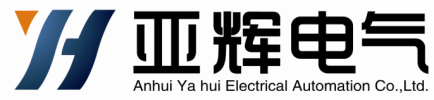 亚辉电气
Anhui Ya hui Electrical Automation Co.,Ltd.